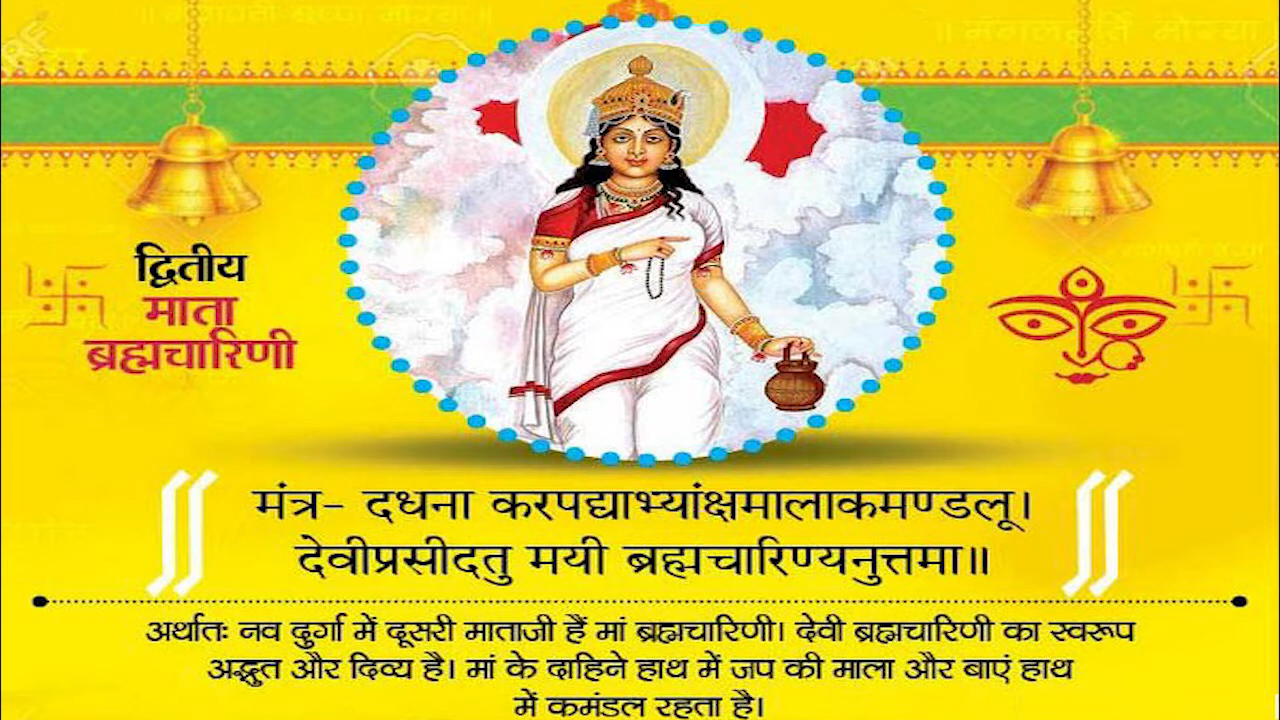 द्वितीय
माता
ब्रह्मचारिणी
मंत्र- दधना करपद्याभ्यांक्षमालाकमण्डलू।
देवीप्रसीदतु मयी ब्रह्मचारिण्यनुत्तमा॥
अर्थातः नव दुर्गा में दूसरी माताजी हैं मां ब्रह्मचारिणी। देवी ब्रह्मचारिणी का स्वरूप
अद्भुत और दिव्य है। मां के दाहिने हाथ में जप की माला और बाएं हाथ
में कमंडल रहता है।